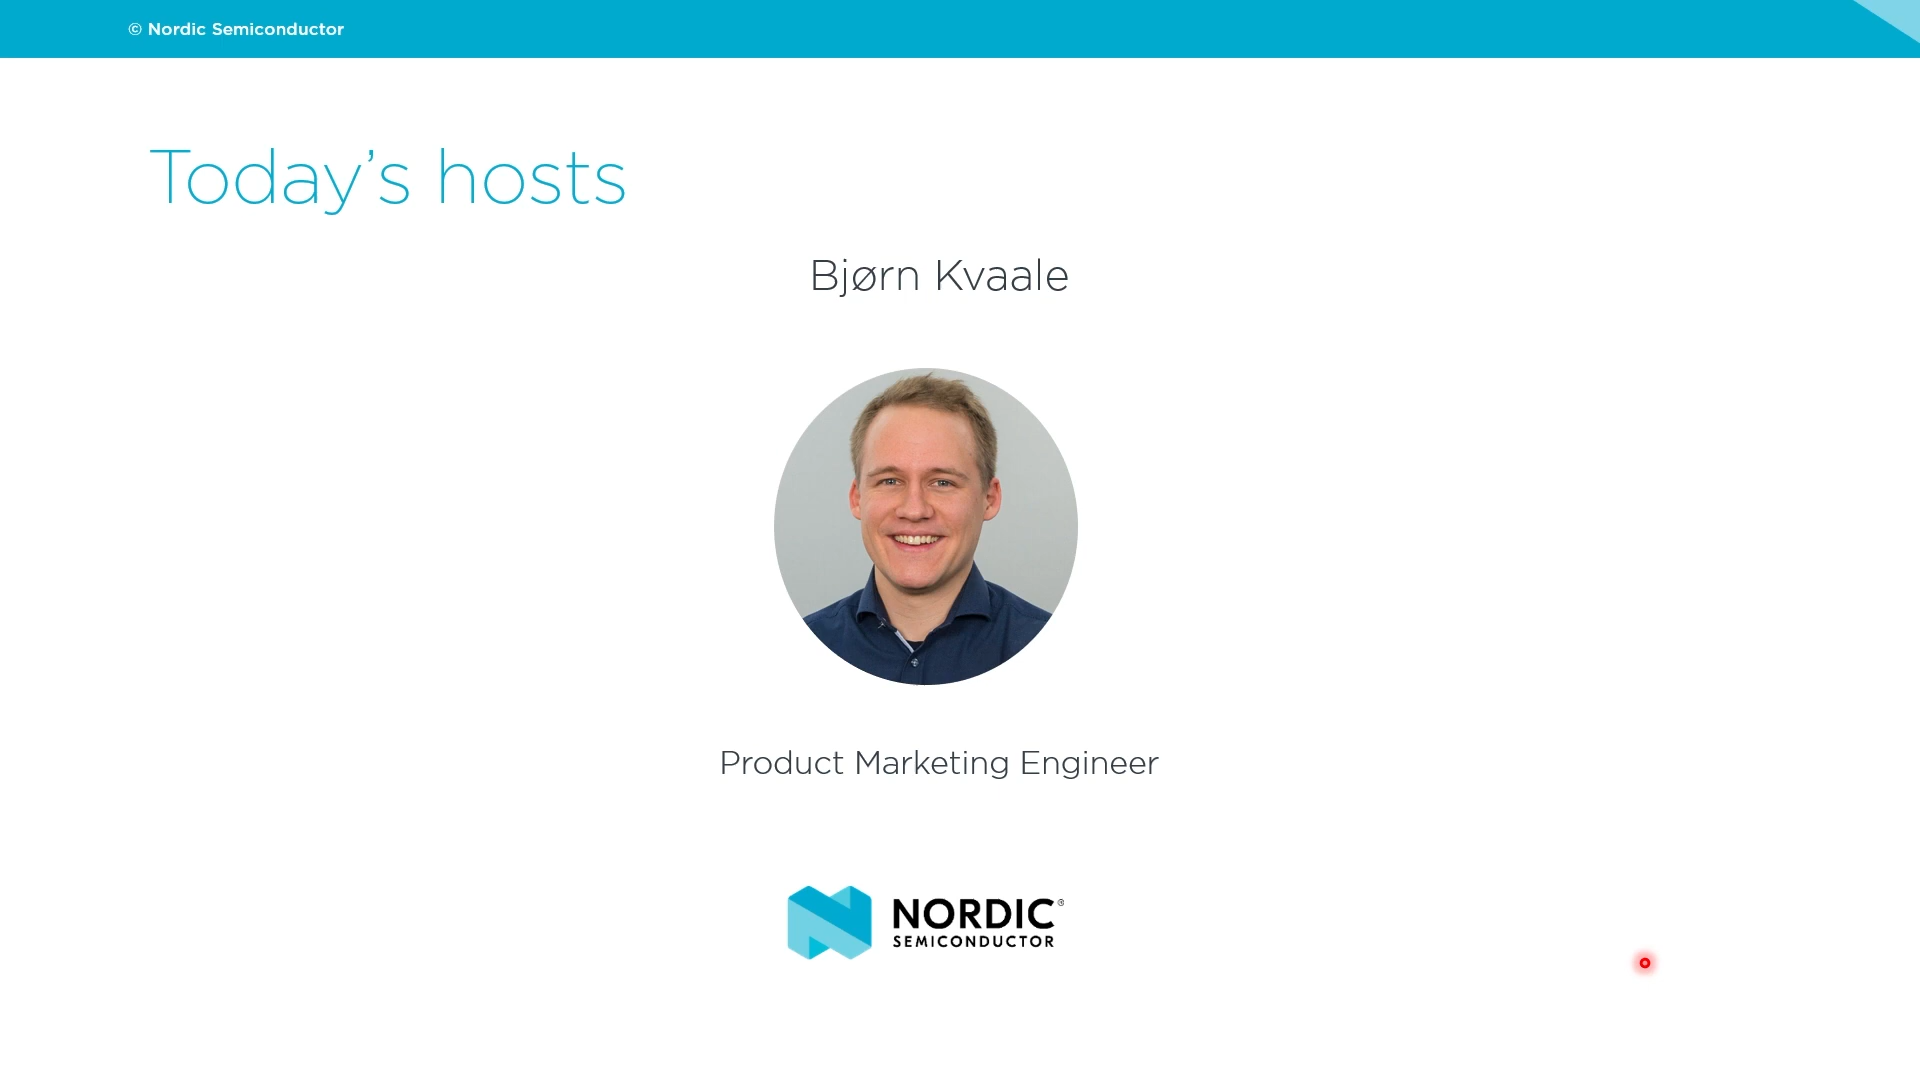 © Nordic Semiconductor
Today’s hosts
Bjørn Kvaale
Product Marketing Engineer
NORDIC®
SEMICONDUCTOR